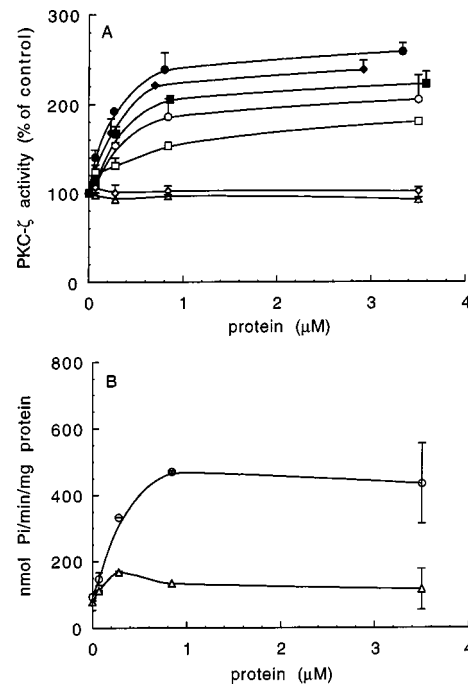 A
PKC-ζ activity (% of control)
300
200
100
0
0 1 2 3 4
protein (μM)
B
nmol Pi/min/mg protein
800
600
400
200
0
0 1 2 3 4
protein (μM)